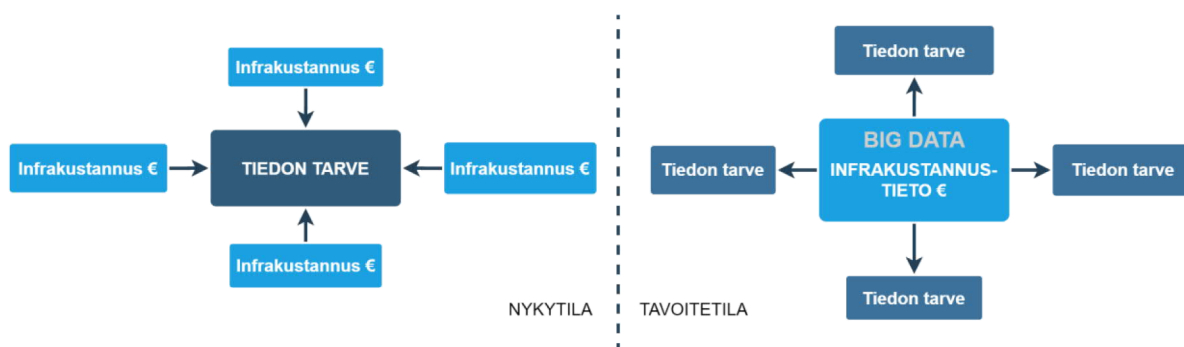 Infrakustannus €
Infrakustannus €
TIEDON TARVE
Infrakustannus €
Infrakustannus €
NYKYTILA
Tiedon tarve
Tiedon tarve
BIG DATA
INFRAKUSTANNUS-
TIETO €
Tiedon tarve
Tiedon tarve
TAVOITETILA